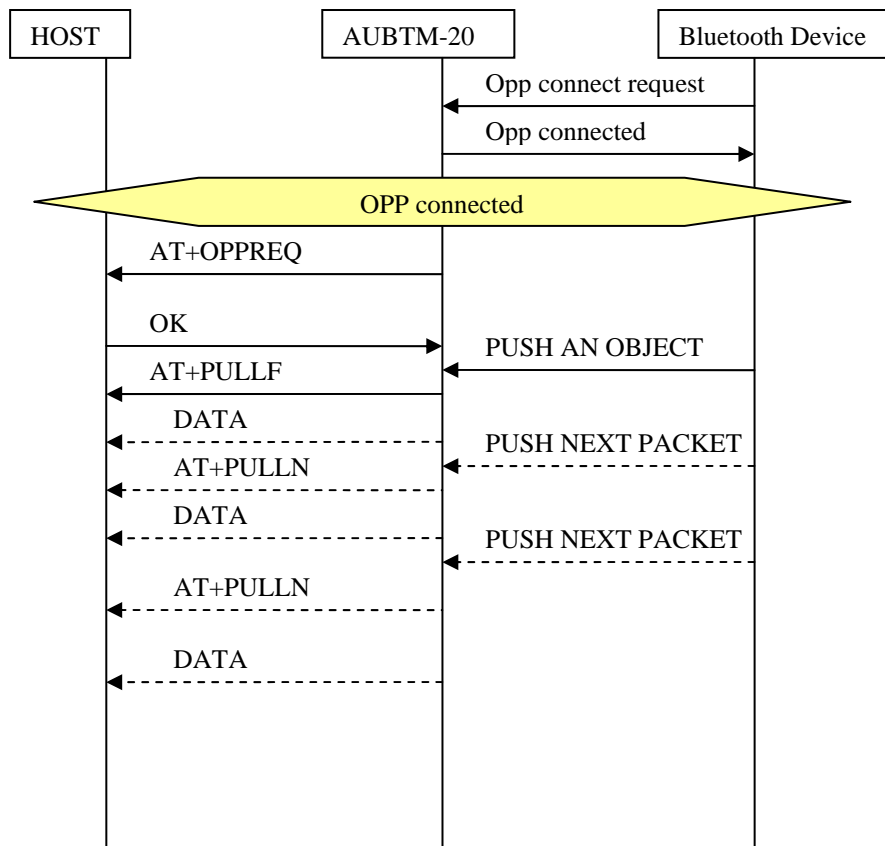 HOST
AUBTM-20
Bluetooth Device
Opp connect request
Opp connected
OPP connected
AT+OPPREQ
OK
PUSH AN OBJECT
AT+PULLF
DATA
PUSH NEXT PACKET
AT+PULLN
DATA
PUSH NEXT PACKET
AT+PULLN
DATA